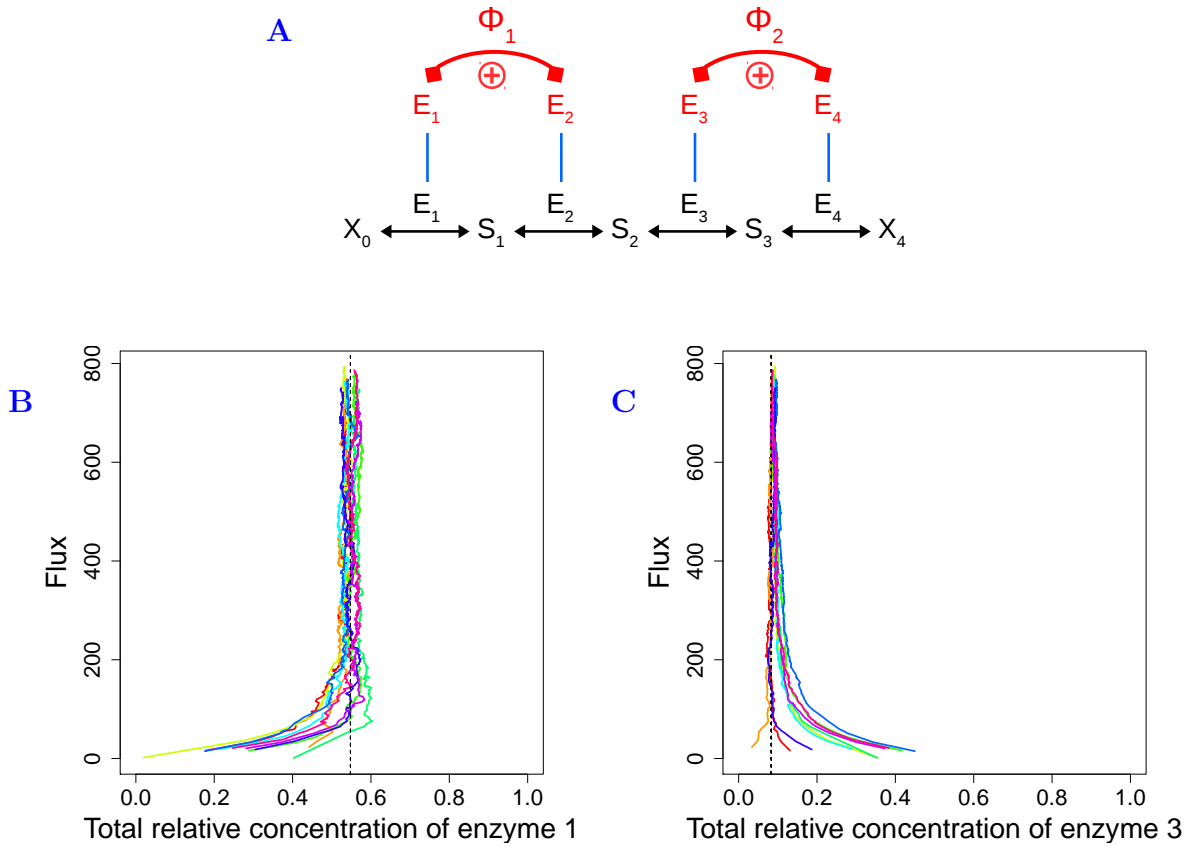 A
Φ1 Φ2
+ +
E1 E2 E3 E4
E1 E2 E3 E4
X0 S1 S2 S3 X4
B
Flux
800
600
400
200
0
0.0 0.2 0.4 0.6 0.8 1.0
Total relative concentration of enzyme 1
C
Flux
800
600
400
200
0
0.0 0.2 0.4 0.6 0.8 1.0
Total relative concentration of enzyme 3